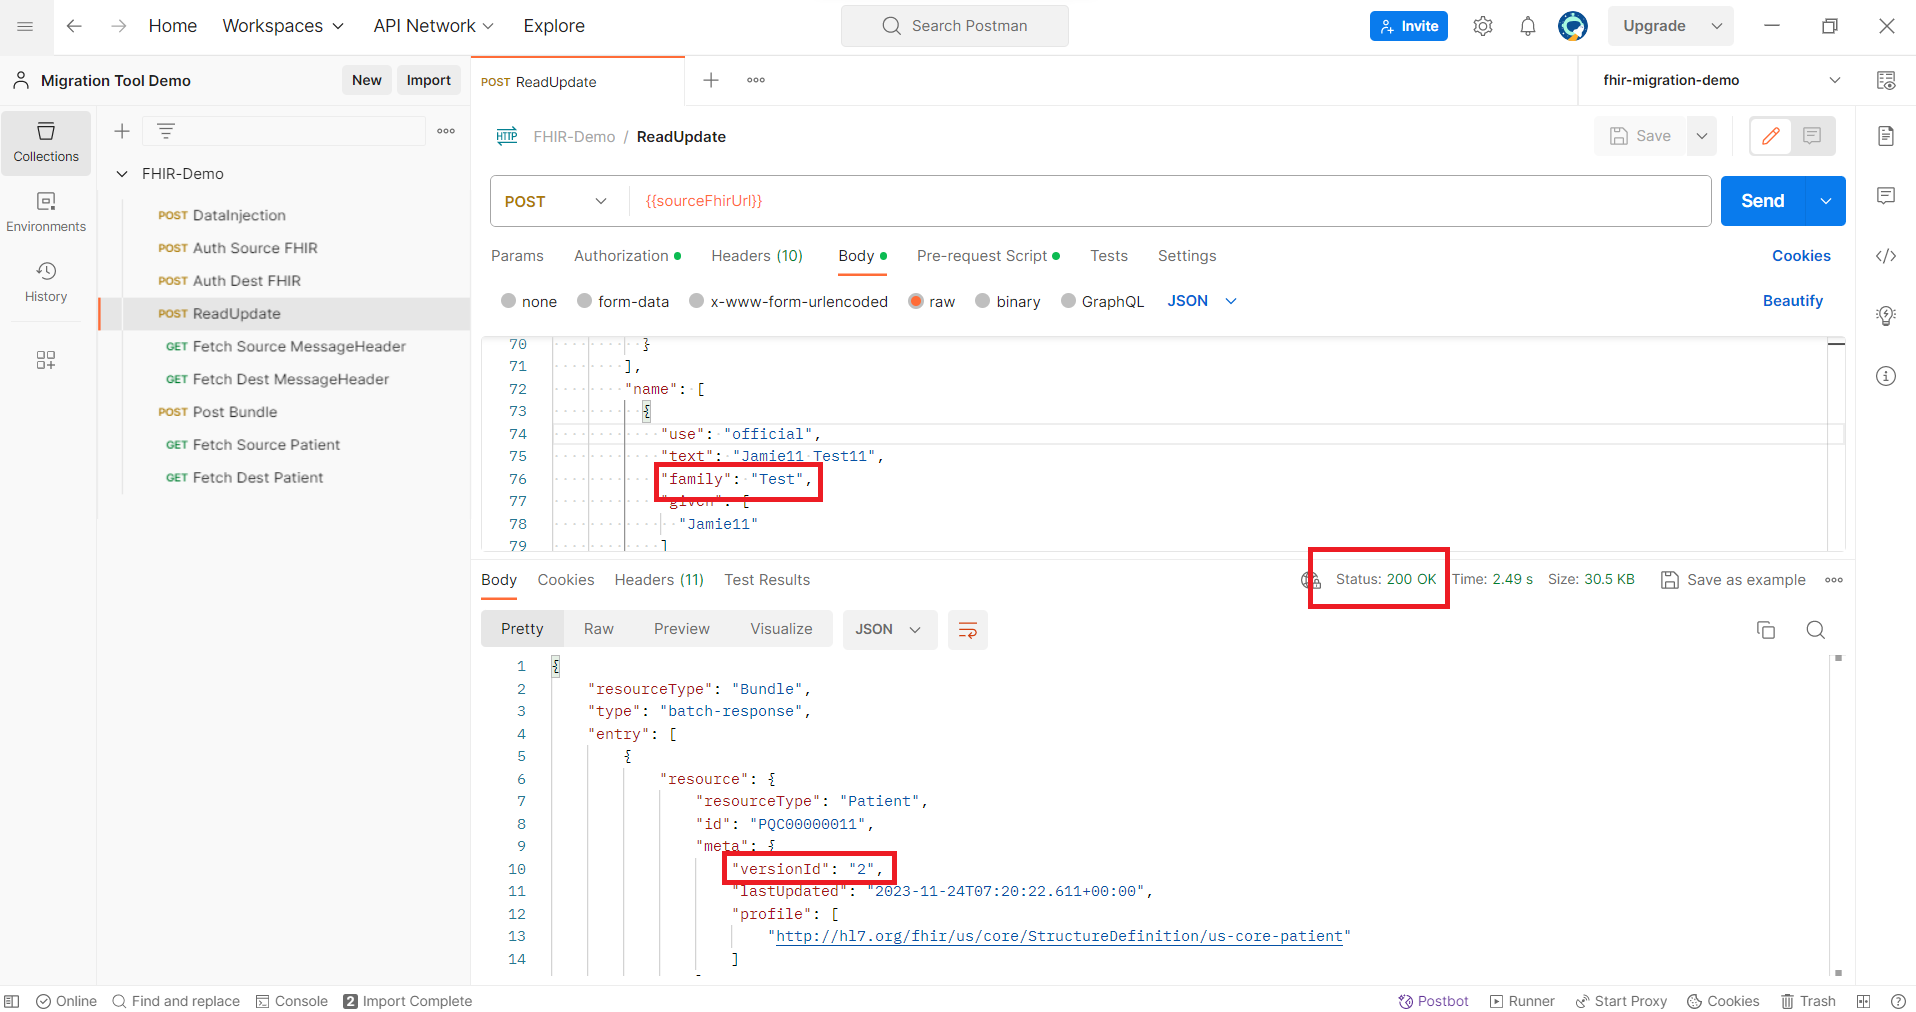 Home Workspaces API Network Explore Search Postman Invite Upgrade
Migration Tool Demo New Import POST ReadUpdate fhir-migration-demo
Collections
Environments
History
FHIR-Demo
POST DataInjection
POST Auth Source FHIR
POST Auth Dest FHIR
POST ReadUpdate
GET Fetch Source MessageHeader
GET Fetch Dest MessageHeader
POST Post Bundle
GET Fetch Source Patient
GET Fetch Dest Patient
HTTP FHIR-Demo / ReadUpdate Save
POST {{sourceFhirUrl}} Send
Params Authorization Headers (10) Body Pre-request Script Tests Settings Cookies
none form-data x-www-form-urlencoded raw binary GraphQL JSON Beautify
70 }
71 ],
72 "name": [
73 {
74 "use": "official",
75 "text": "Jamie11 Test11",
76 "family": "Test",
77 "given": [
78 "Jamie11"
79 ]
Body Cookies Headers (11) Test Results Status: 200 OK Time: 2.49 s Size: 30.5 KB Save as example
Pretty Raw Preview Visualize JSON
1 {
2 "resourceType": "Bundle",
3 "type": "batch-response",
4 "entry": [
5 {
6 "resource": {
7 "resourceType": "Patient",
8 "id": "PQC00000011",
9 "meta": {
10 "versionId": "2",
11 "lastUpdated": "2023-11-24T07:20:22.611+00:00",
12 "profile": [
13 "http://hl7.org/fhir/us/core/StructureDefinition/us-core-patient"
14 ]
Online Find and replace Console 2 Import Complete Postbot Runner Start Proxy Cookies Trash